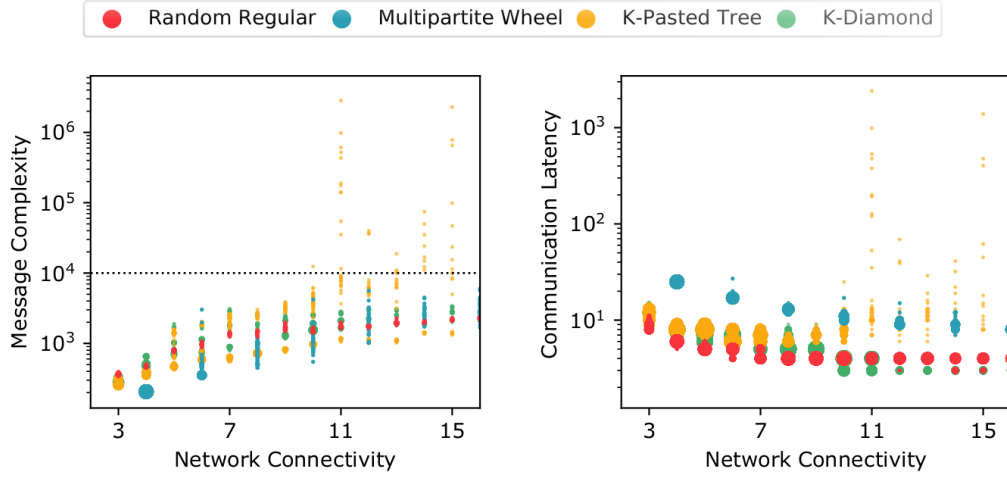 Random Regular Multipartite Wheel K-Pasted Tree K-Diamond
Message Complexity
10^6
10^5
10^4
10^3
3 7 11 15
Network Connectivity
Communication Latency
10^3
10^2
10^1
3 7 11 15
Network Connectivity